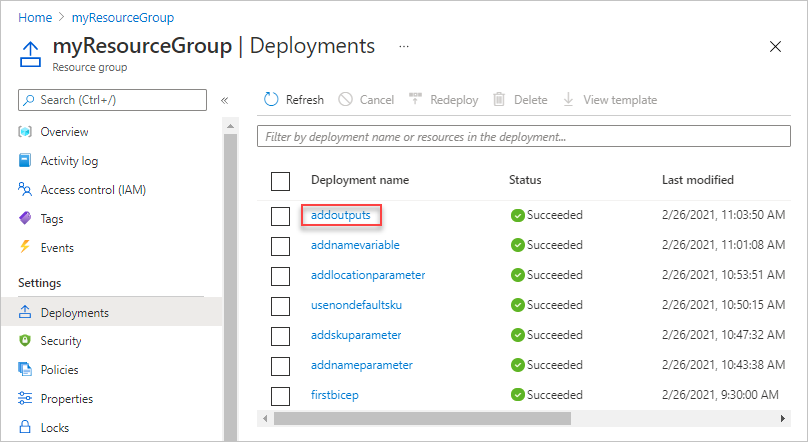 Home > myResourceGroup
myResourceGroup | Deployments ...
Resource group
Search (Ctrl+/) «
Overview
Activity log
Access control (IAM)
Tags
Events
Settings
Deployments
Security
Policies
Properties
Locks
Refresh Cancel Redeploy Delete View template
Filter by deployment name or resources in the deployment...
Deployment name Status Last modified
addoutputs Succeeded 2/26/2021, 11:03:50 AM
addnamevariable Succeeded 2/26/2021, 11:01:08 AM
addlocationparameter Succeeded 2/26/2021, 10:53:51 AM
usenondefaultsku Succeeded 2/26/2021, 10:50:15 AM
addskuparameter Succeeded 2/26/2021, 10:47:32 AM
addnameparameter Succeeded 2/26/2021, 10:43:38 AM
firstbicep Succeeded 2/26/2021, 9:30:00 AM